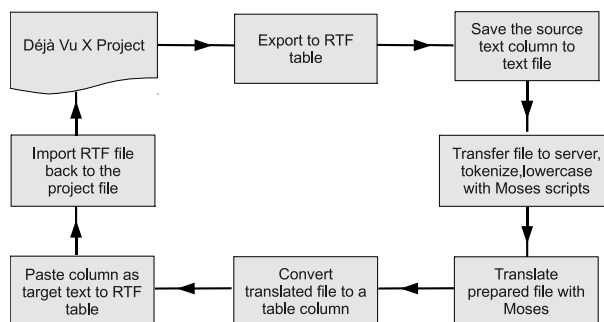 Déjà Vu X Project
Export to RTF
table
Save the source
text column to
text file
Transfer file to server,
tokenize,lowercase
with Moses scripts
Translate
prepared file with
Moses
Convert
translated file to a
table column
Paste column as
target text to RTF
table
Import RTF file
back to the
project file